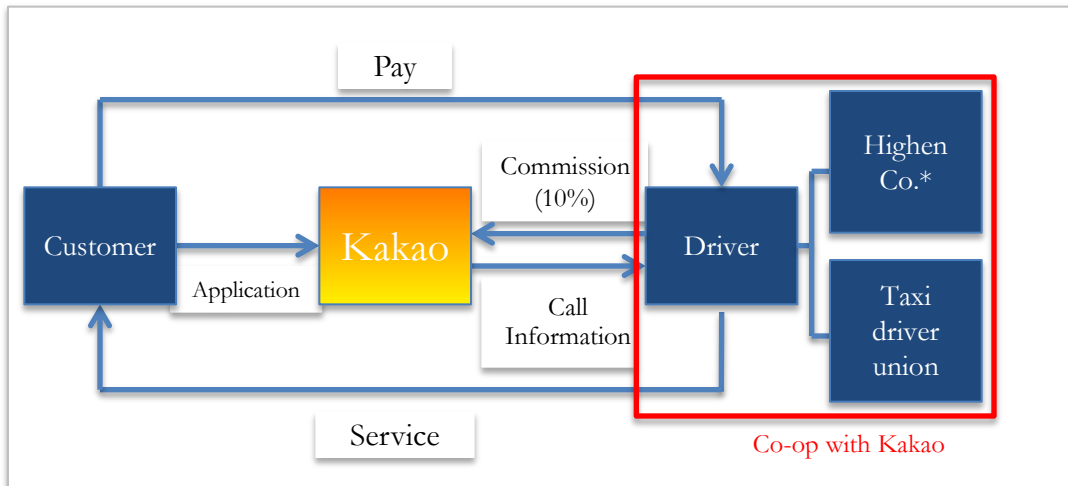 Pay
Highen
Co.*
Commission
(10%)
Customer
Kakao
Driver
Application
Call
Information
Taxi
driver
union
Service
Co-op with Kakao